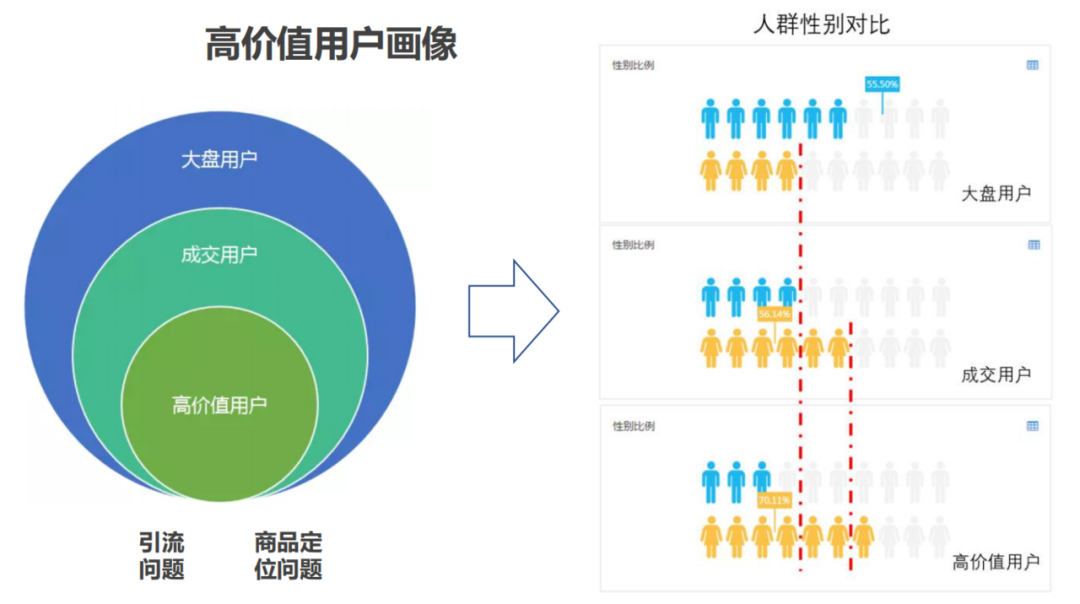 高价值用户画像
大盘用户
成交用户
高价值用户
引流
问题
商品定
位问题
人群性别对比
性别比例
55.50%
大盘用户
性别比例
56.14%
成交用户
性别比例
70.11%
高价值用户